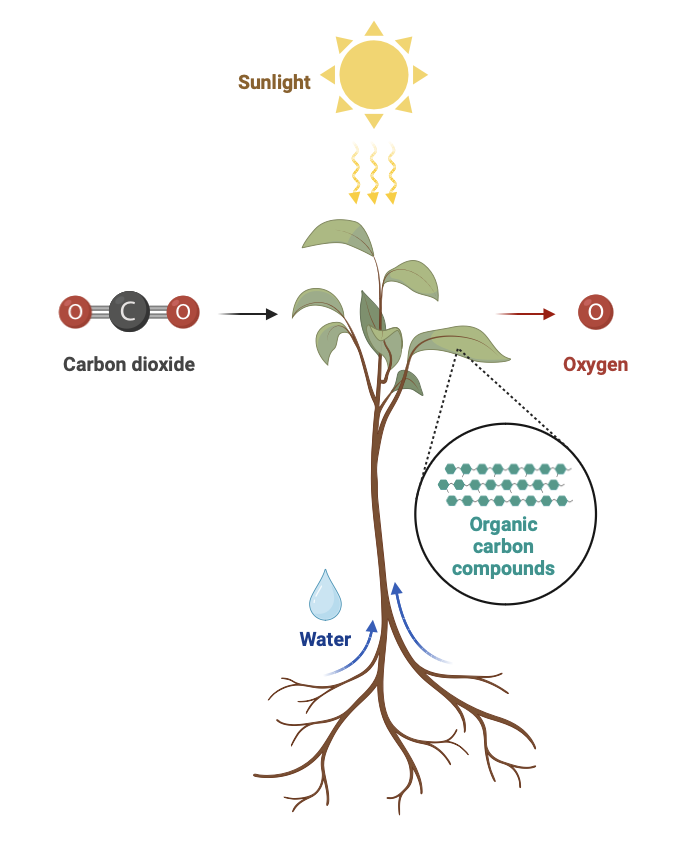 Sunlight
O C O
O
Carbon dioxide
Oxygen
Organic
carbon
compounds
Water